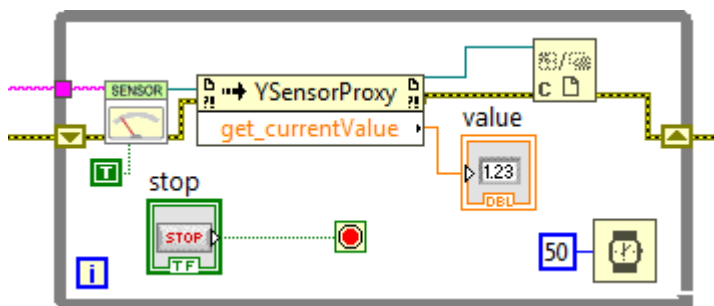 SENSOR
?!
YSensorProxy
?!
C
get_currentValue
value
1.23
DBL
T
stop
STOP
TF
i
50